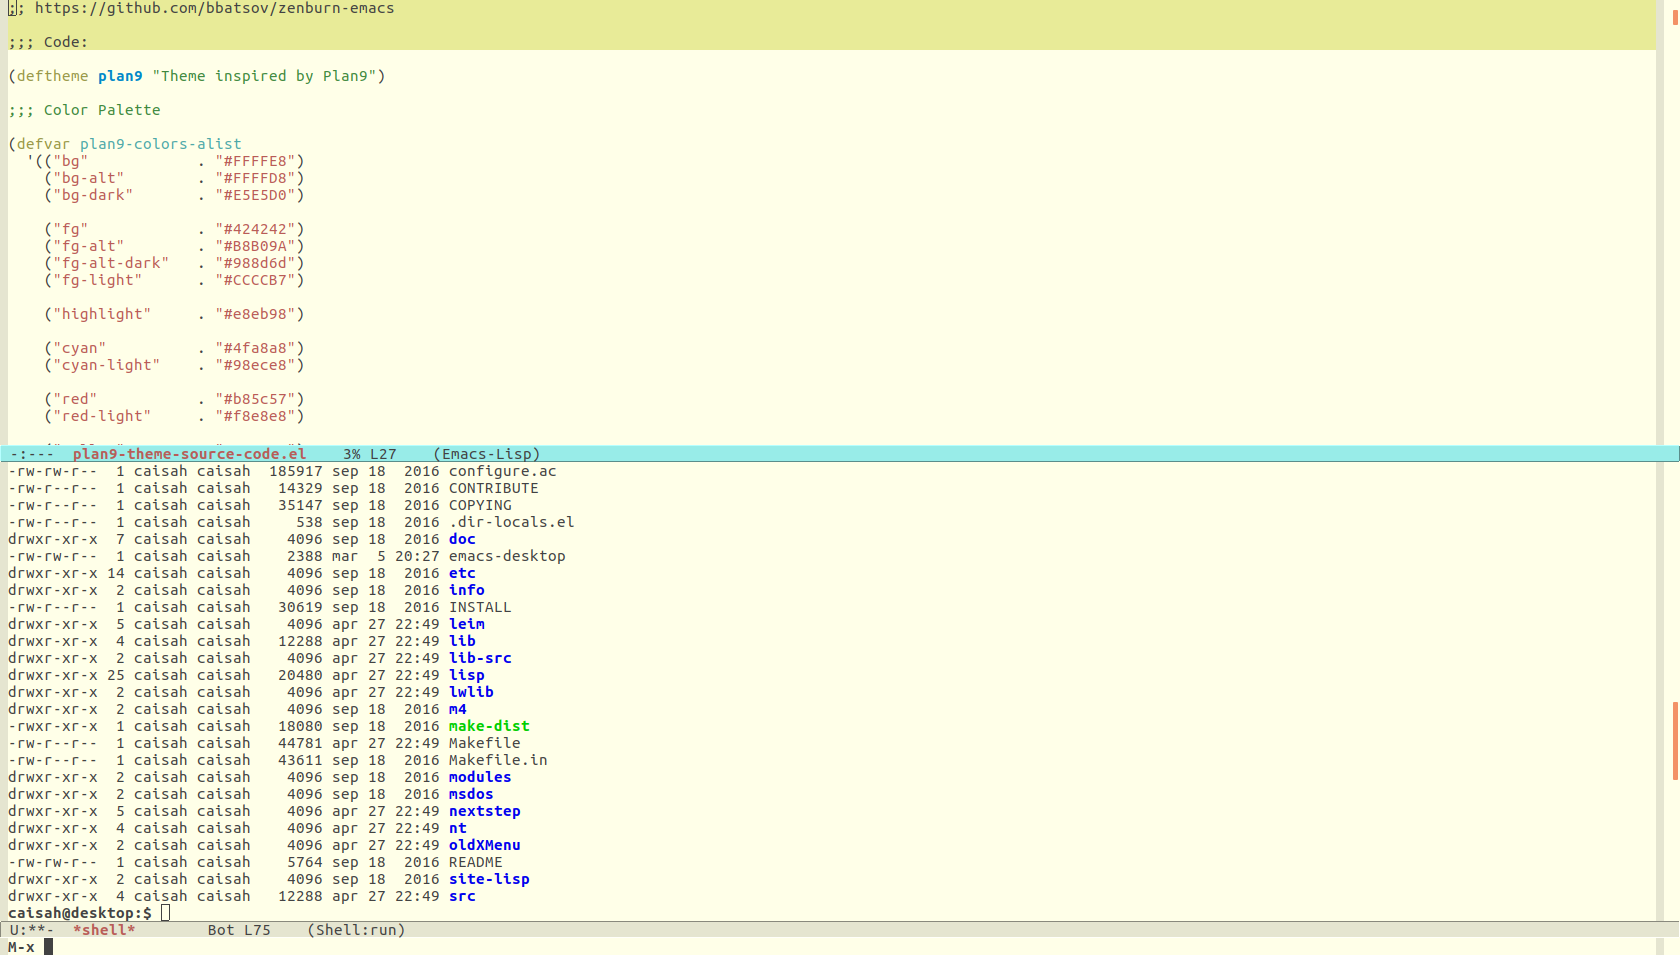 ;; https://github.com/bbatsov/zenburn-emacs
;;; Code:
(deftheme plan9 "Theme inspired by Plan9")
;;; Color Palette
(defvar plan9-colors-alist
  '(("bg"            . "#FFFFE8")
    ("bg-alt"        . "#FFFFD8")
    ("bg-dark"       . "#E5E5D0")
    ("fg"            . "#424242")
    ("fg-alt"        . "#B8B09A")
    ("fg-alt-dark"   . "#988d6d")
    ("fg-light"      . "#CCCCB7")
    ("highlight"     . "#e8eb98")
    ("cyan"          . "#4fa8a8")
    ("cyan-light"    . "#98ece8")
    ("red"           . "#b85c57")
    ("red-light"     . "#f8e8e8")
-:---  plan9-theme-source-code.el    3% L27    (Emacs-Lisp)
-rw-rw-r--  1 caisah caisah  185917 sep 18  2016 configure.ac
-rw-r--r--  1 caisah caisah   14329 sep 18  2016 CONTRIBUTE
-rw-r--r--  1 caisah caisah   35147 sep 18  2016 COPYING
-rw-r--r--  1 caisah caisah     538 sep 18  2016 .dir-locals.el
drwxr-xr-x  7 caisah caisah    4096 sep 18  2016 doc
-rw-rw-r--  1 caisah caisah    2388 mar  5 20:27 emacs-desktop
drwxr-xr-x 14 caisah caisah    4096 sep 18  2016 etc
drwxr-xr-x  2 caisah caisah    4096 sep 18  2016 info
-rw-r--r--  1 caisah caisah   30619 sep 18  2016 INSTALL
drwxr-xr-x  5 caisah caisah    4096 apr 27 22:49 leim
drwxr-xr-x  4 caisah caisah   12288 apr 27 22:49 lib
drwxr-xr-x  2 caisah caisah    4096 apr 27 22:49 lib-src
drwxr-xr-x 25 caisah caisah   20480 apr 27 22:49 lisp
drwxr-xr-x  2 caisah caisah    4096 apr 27 22:49 lwlib
drwxr-xr-x  2 caisah caisah    4096 sep 18  2016 m4
-rwxr-xr-x  1 caisah caisah   18080 sep 18  2016 make-dist
-rw-r--r--  1 caisah caisah   44781 apr 27 22:49 Makefile
-rw-r--r--  1 caisah caisah   43611 sep 18  2016 Makefile.in
drwxr-xr-x  2 caisah caisah    4096 sep 18  2016 modules
drwxr-xr-x  2 caisah caisah    4096 sep 18  2016 msdos
drwxr-xr-x  5 caisah caisah    4096 apr 27 22:49 nextstep
drwxr-xr-x  4 caisah caisah    4096 apr 27 22:49 nt
drwxr-xr-x  2 caisah caisah    4096 apr 27 22:49 oldXMenu
-rw-rw-r--  1 caisah caisah    5764 sep 18  2016 README
drwxr-xr-x  2 caisah caisah    4096 sep 18  2016 site-lisp
drwxr-xr-x  4 caisah caisah   12288 apr 27 22:49 src
caisah@desktop:$
U:**-  *shell*        Bot L75    (Shell:run)
M-x